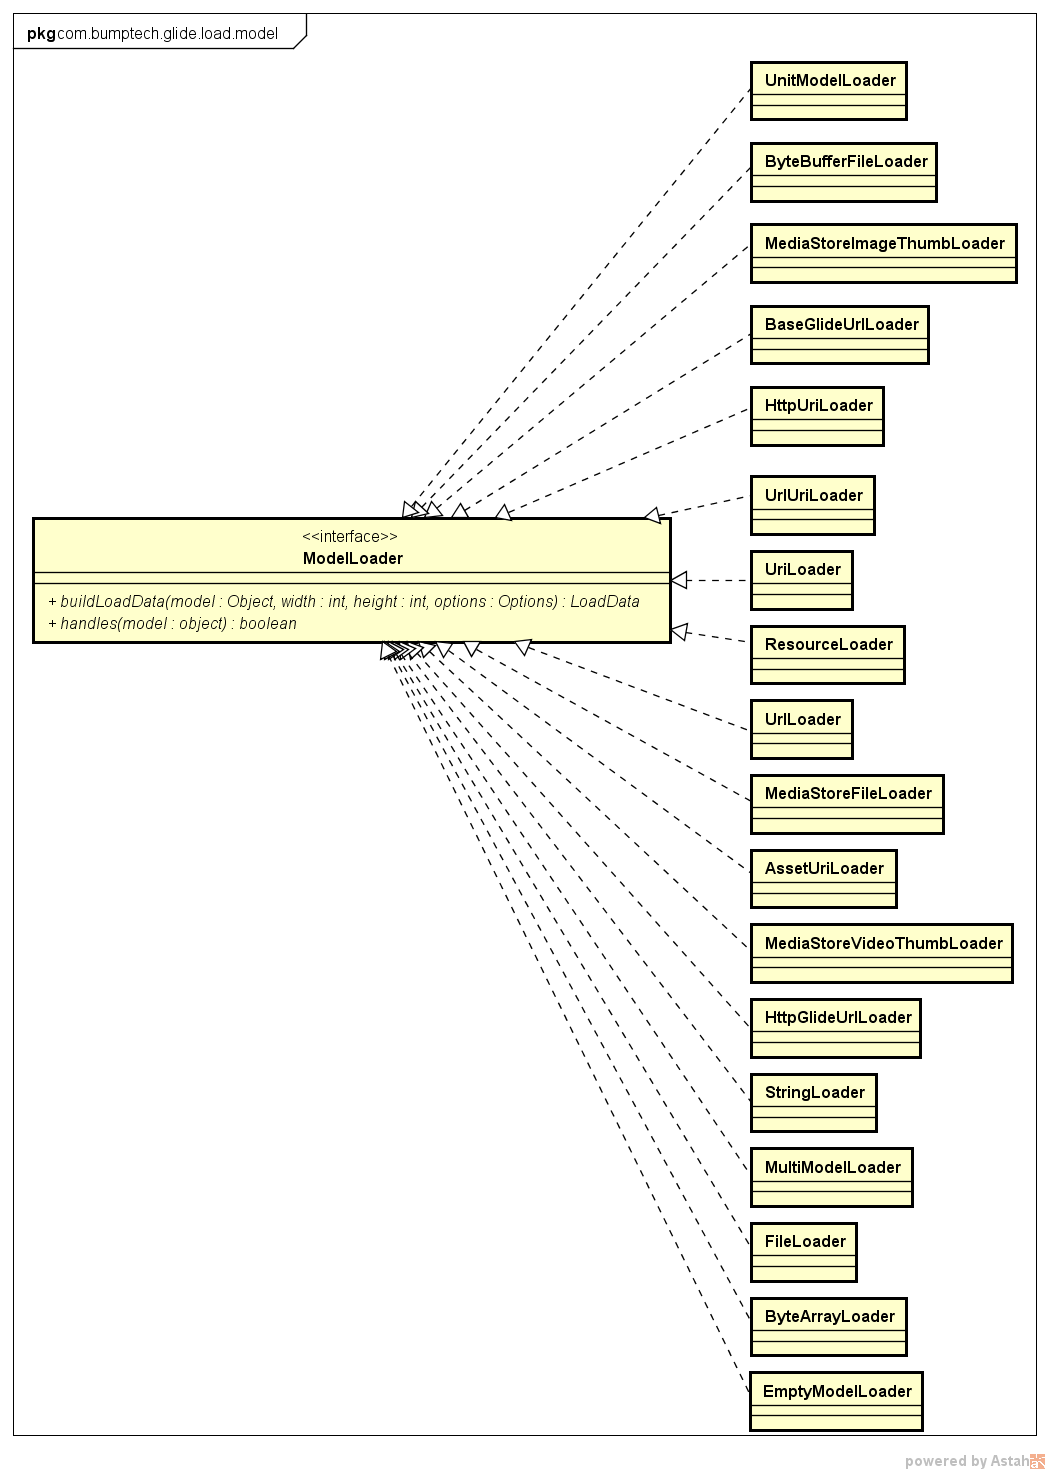 pkg com.bumptech.glide.load.model
UnitModelLoader
ByteBufferFileLoader
MediaStoreImageThumbLoader
BaseGlideUrlLoader
HttpUriLoader
UrlUriLoader
<<interface>>
ModelLoader
+ buildLoadData(model : Object, width : int, height : int, options : Options) : LoadData
+ handles(model : object) : boolean
UriLoader
ResourceLoader
UrlLoader
MediaStoreFileLoader
AssetUriLoader
MediaStoreVideoThumbLoader
HttpGlideUrlLoader
StringLoader
MultiModelLoader
FileLoader
ByteArrayLoader
EmptyModelLoader
powered by Astah